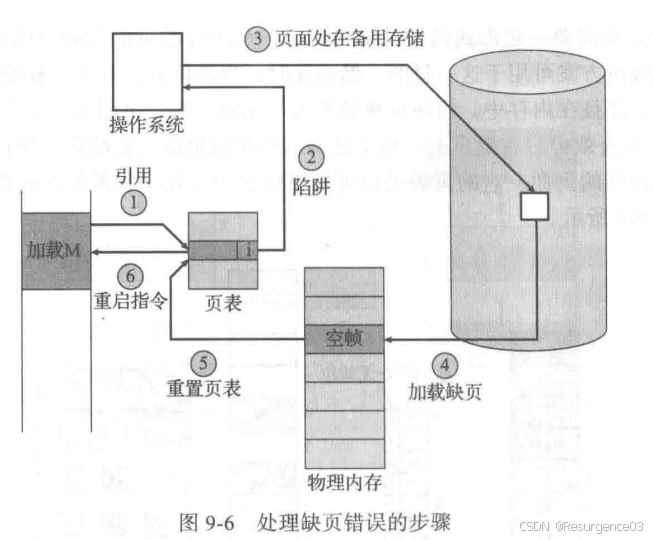 ③ 页面处在备用存储
操作系统
引用
①
②
陷阱
加载M
i
⑥
重启指令
页表
空帧
⑤
重置页表
④
加载缺页
物理内存
图 9-6 处理缺页错误的步骤
CSDN @Resurgence03